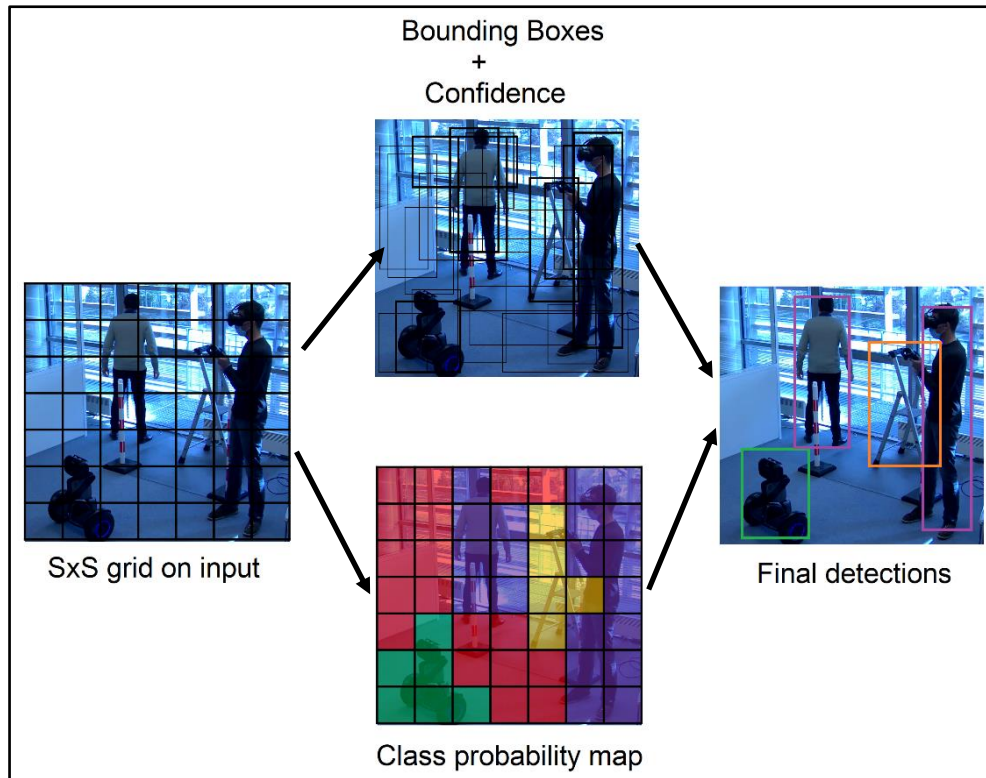 Bounding Boxes
+
Confidence
SxS grid on input
Class probability map
Final detections